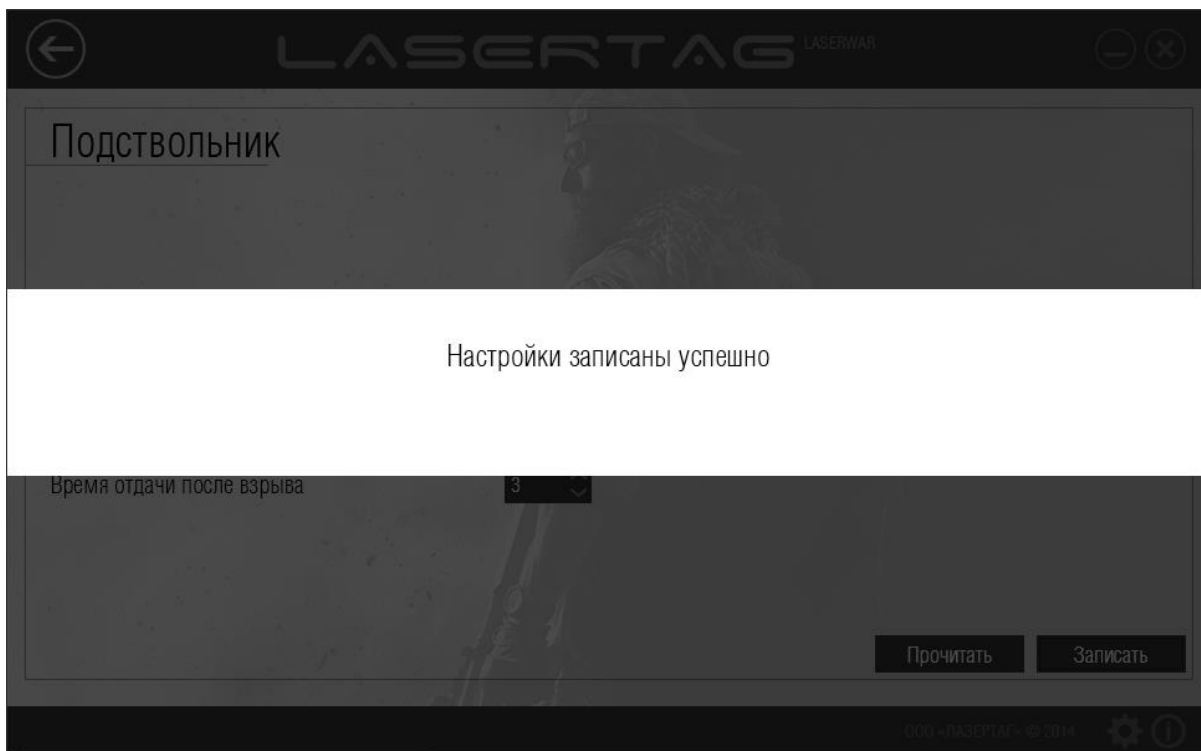 LASERTAG LASERWAR
Подствольник
Настройки записаны успешно
Время отдачи после взрыва 3
Прочитать Записать
ООО «ЛАЗЕРТАГ» © 2014